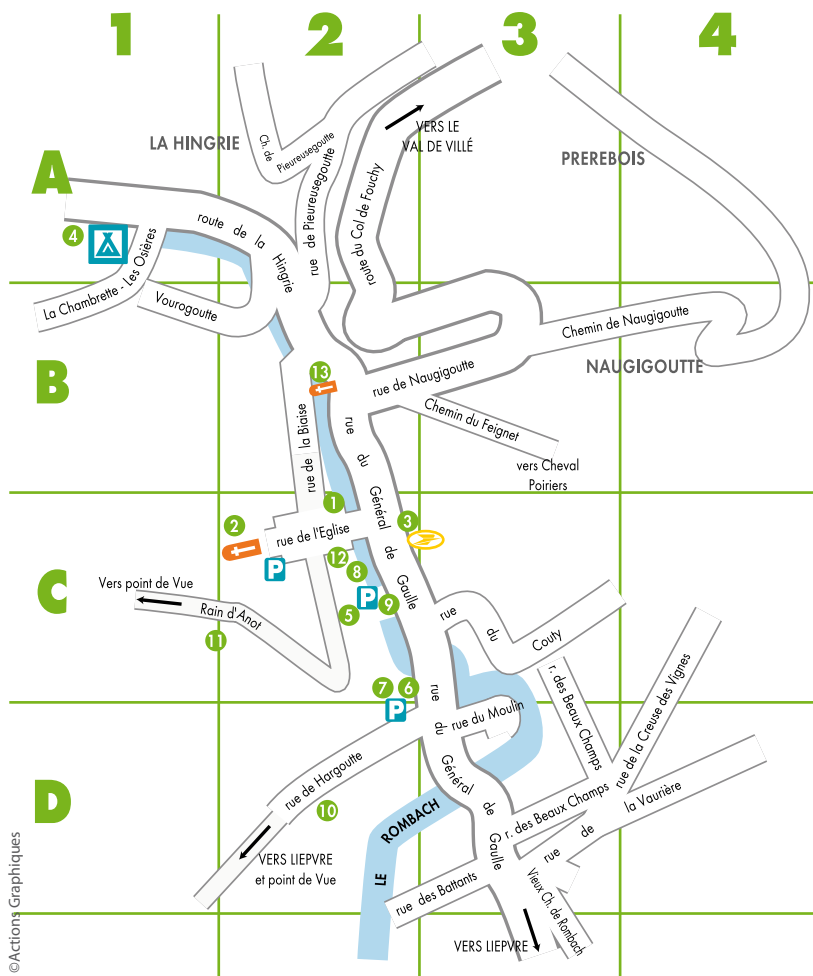 1 2 3 4
LA HINGRIE
Ch. de
Pieureusegoutte
VERS LE
VAL DE VILLÉ
PREREBOIS
A
4
route de la Hingrie
rue de Pieureusegoutte
route du Col de Fouchy
La Chambrette - Les Osières
Vourogoutte
Chemin de Naugigoutte
NAUGIGOUTTE
B
13
rue de Naugigoutte
Chemin du Feignet
vers Cheval
Poiriers
rue de la Biaise
rue du Général de Gaulle
1
2
3
rue de l'Eglise
P
12
8
C
Vers point de Vue
Rain d'Anot
11
5
P
9
rue du Couty
r. des Beaux Champs
rue de la Creuse des Vignes
7
6
P
rue du Moulin
rue du Général de Gaulle
D
rue de Hargoutte
10
LE ROMBACH
r. des Beaux Champs
rue de la Vaurière
VERS LIEPVRE
et point de Vue
rue des Battants
Vieux Ch. de Rombach
VERS LIEPVRE
©Actions Graphiques